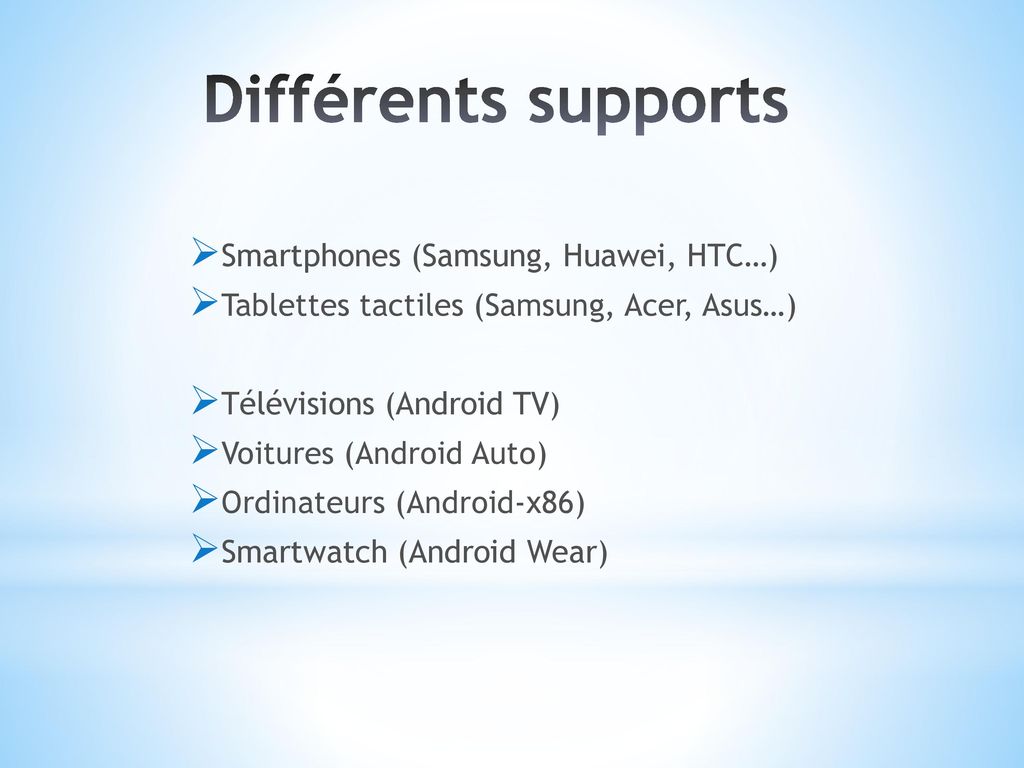 Différents supports
➢Smartphones (Samsung, Huawei, HTC…)
➢Tablettes tactiles (Samsung, Acer, Asus…)
➢Télévisions (Android TV)
➢Voitures (Android Auto)
➢Ordinateurs (Android-x86)
➢Smartwatch (Android Wear)